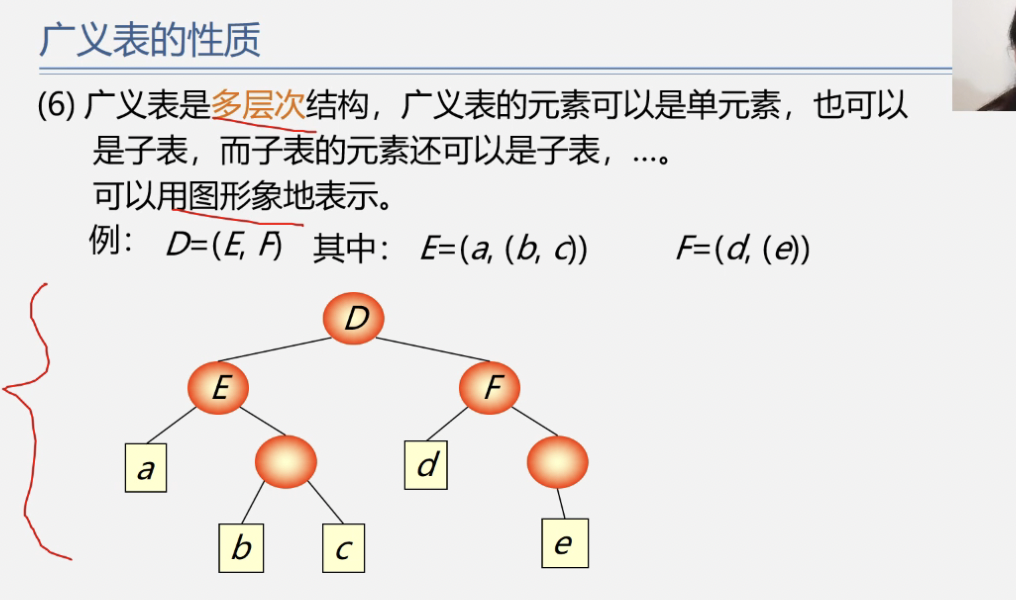 广义表的性质
(6) 广义表是多层次结构，广义表的元素可以是单元素，也可以
是子表，而子表的元素还可以是子表，…。
可以用图形象地表示。
例： D=(E, F) 其中： E=(a, (b, c)) F=(d, (e))
D
E F
a d
b c e